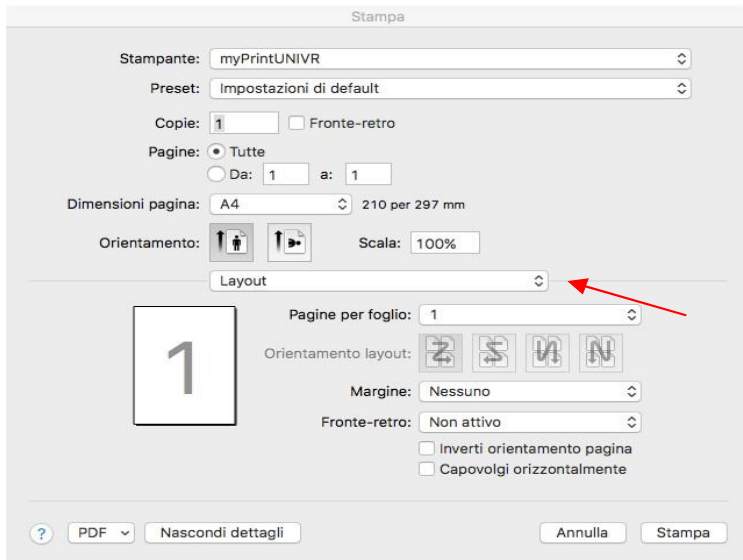 Stampa
Stampante: myPrintUNIVR
Preset: Impostazioni di default
Copie: 1 Fronte-retro
Pagine: Tutte
Da: 1 a: 1
Dimensioni pagina: A4 210 per 297 mm
Orientamento: Scala: 100%
Layout
1
Pagine per foglio: 1
Orientamento layout:
Margine: Nessuno
Fronte-retro: Non attivo
Inverti orientamento pagina
Capovolgi orizzontalmente
? PDF Nascondi dettagli Annulla Stampa